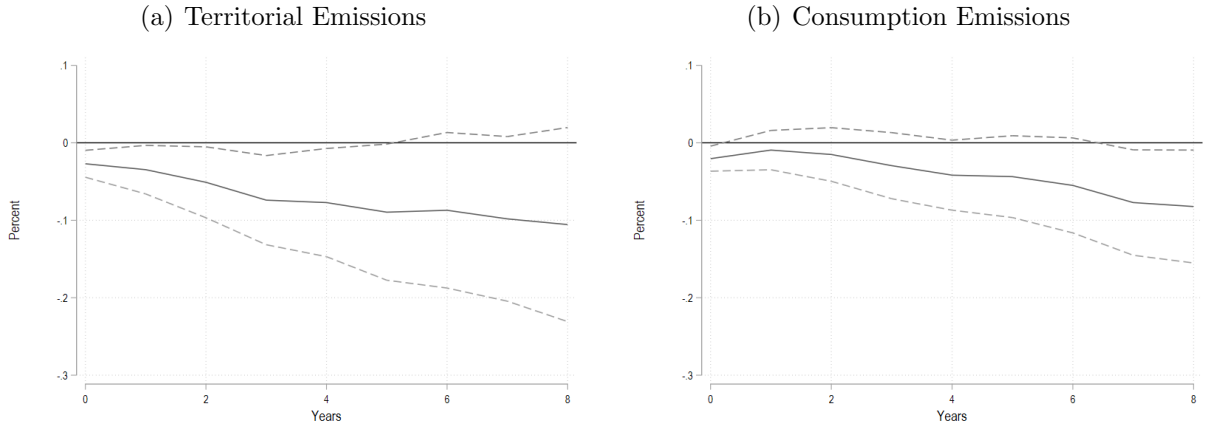 (a) Territorial Emissions
.1
0
-.1
-.2
-.3
Percent
0 2 4 6 8
Years
(b) Consumption Emissions
.1
0
-.1
-.2
-.3
Percent
0 2 4 6 8
Years